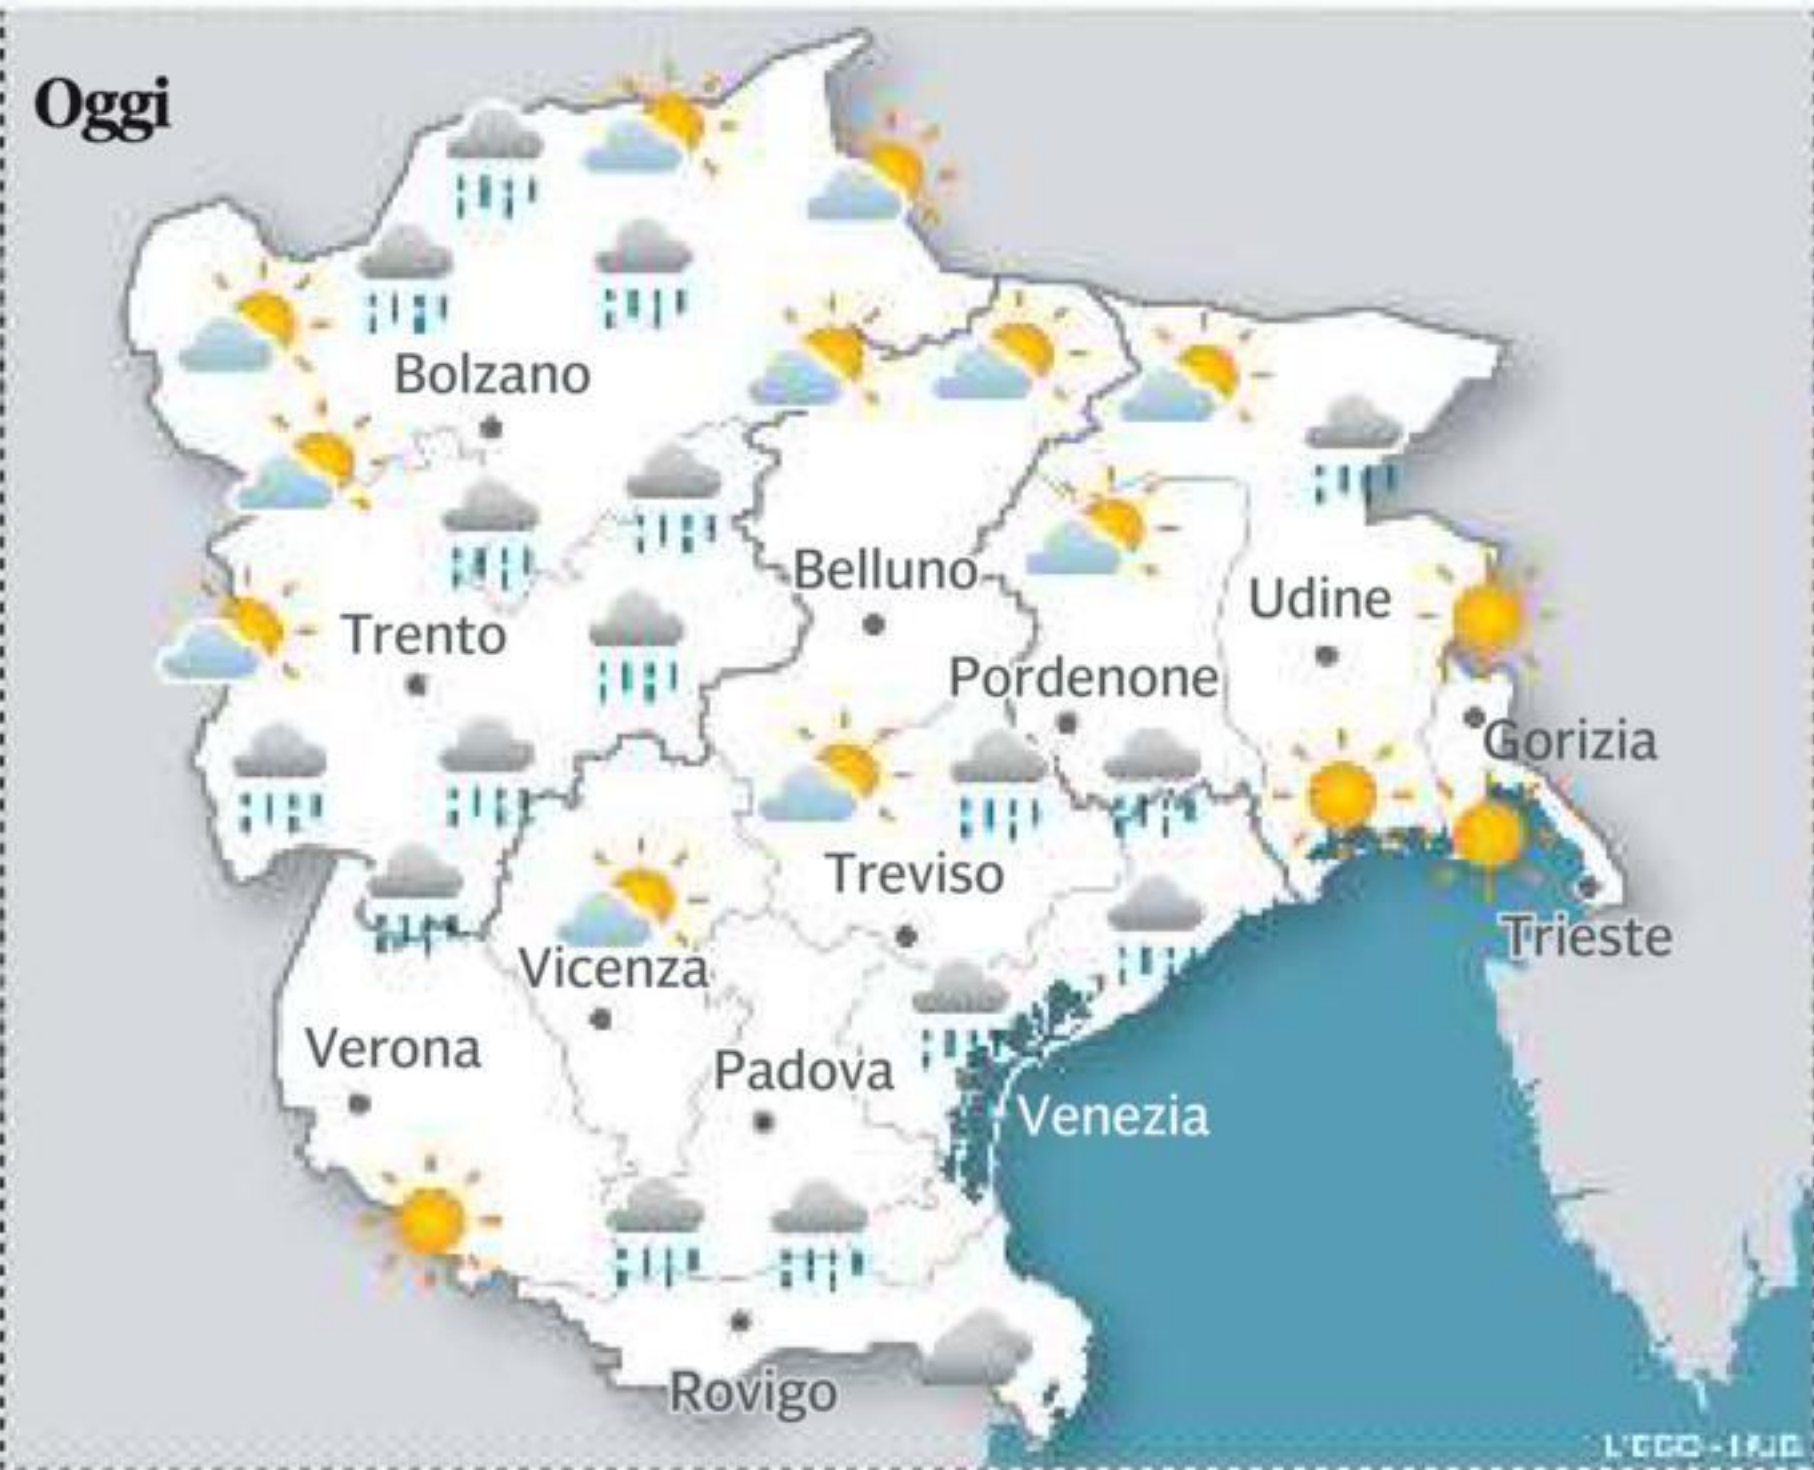 Oggi
Bolzano
Belluno
Udine
Trento
Pordenone
Gorizia
Treviso
Trieste
Vicenza
Verona
Padova
Venezia
Rovigo